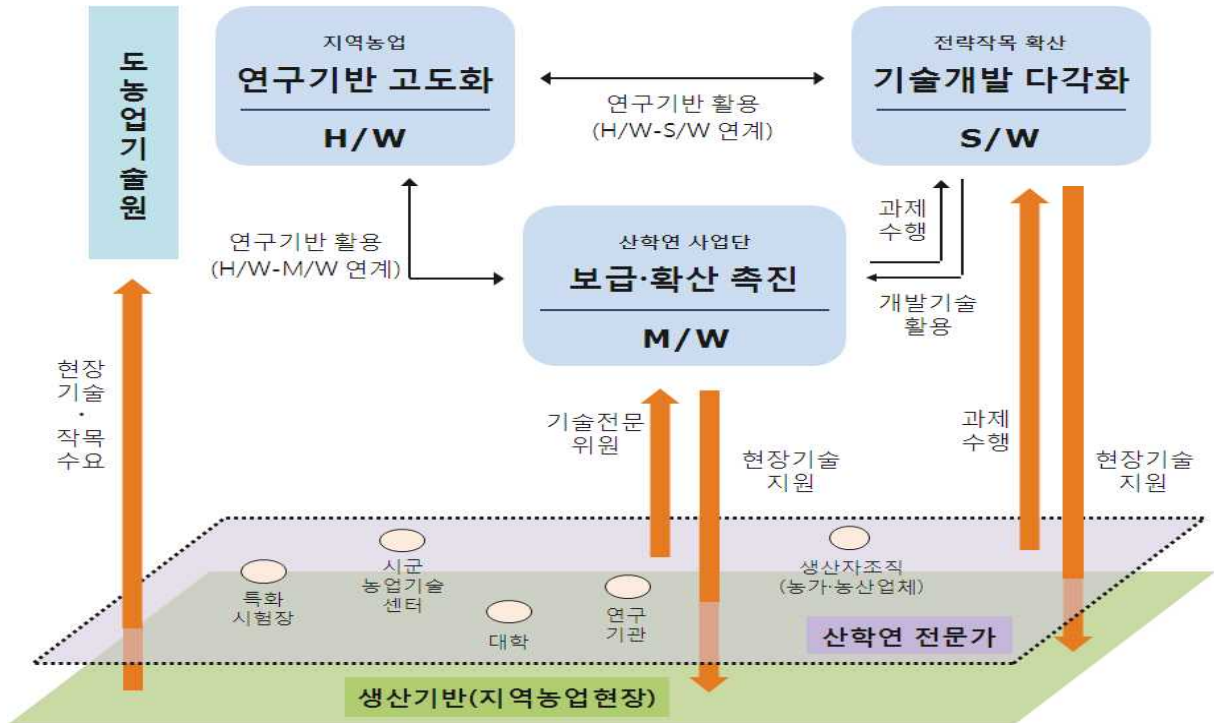 도농업기술원
지역농업
연구기반 고도화
H/W
연구기반 활용
(H/W-S/W 연계)
전략작목 확산
기술개발 다각화
S/W
연구기반 활용
(H/W-M/W 연계)
산학연 사업단
보급·확산 촉진
M/W
과제
수행
개발기술
활용
현장
기술
·
작목
수요
기술전문
위원
현장기술
지원
과제
수행
현장기술
지원
특화
시험장
시군
농업기술
센터
대학
연구
기관
생산자조직
(농가·농산업체)
산학연 전문가
생산기반(지역농업현장)